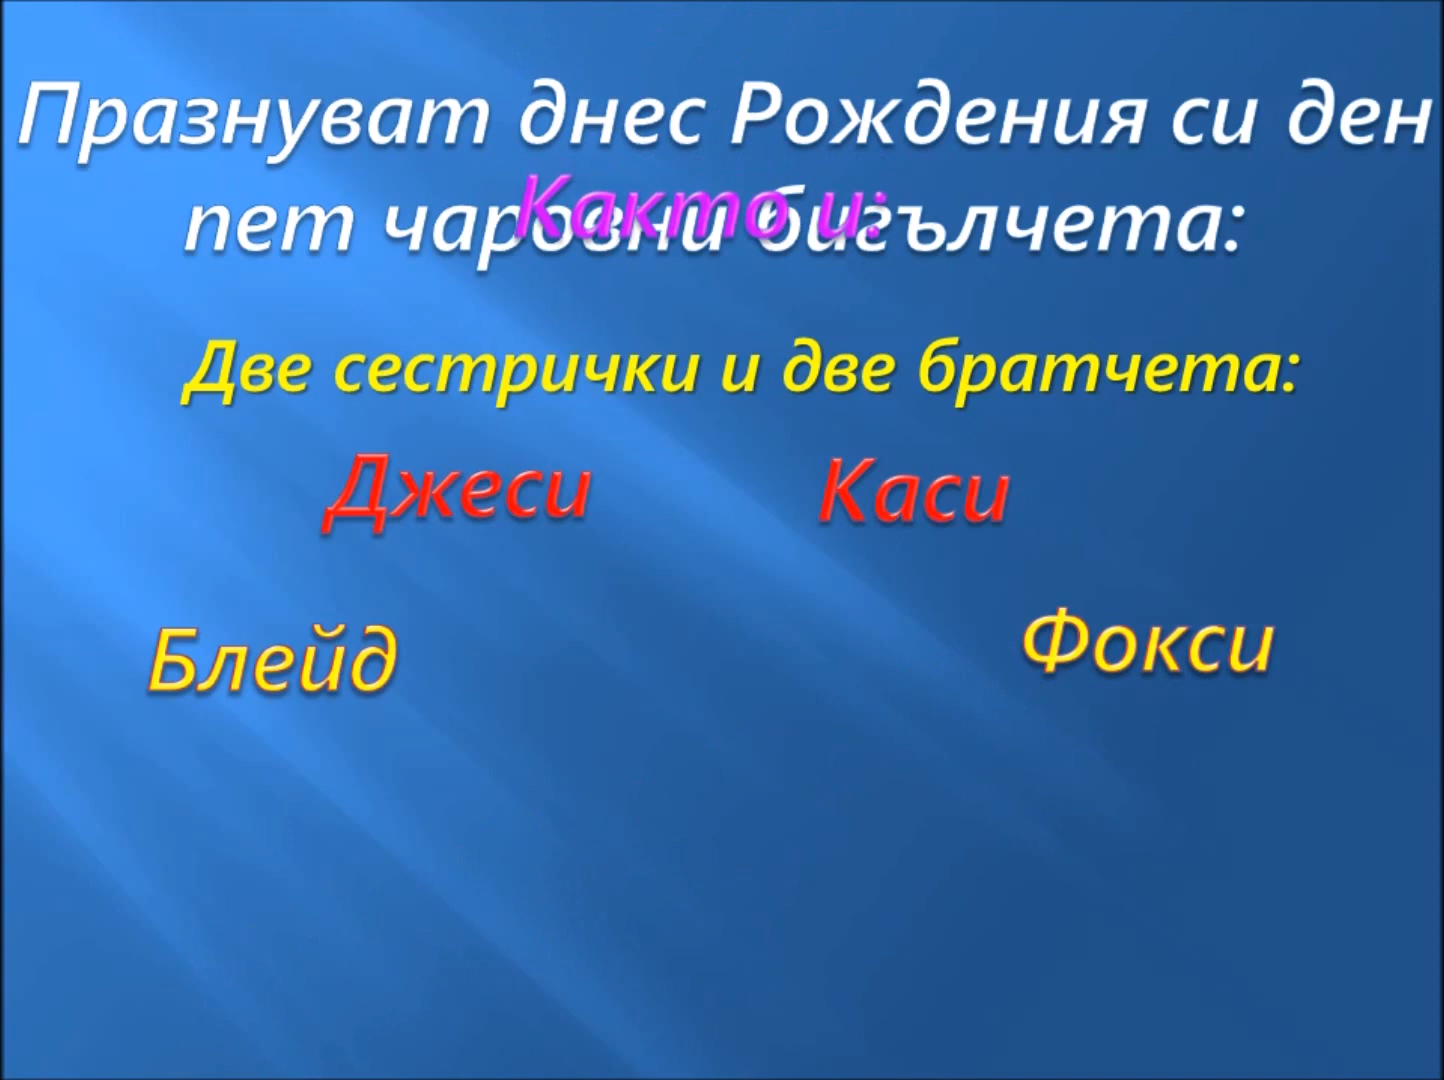 Празнуват днес Рождения си ден
пет чаровни бигълчета:
Както и:
Две сестрички и две братчета:
Джеси Каси
Блейд Фокси